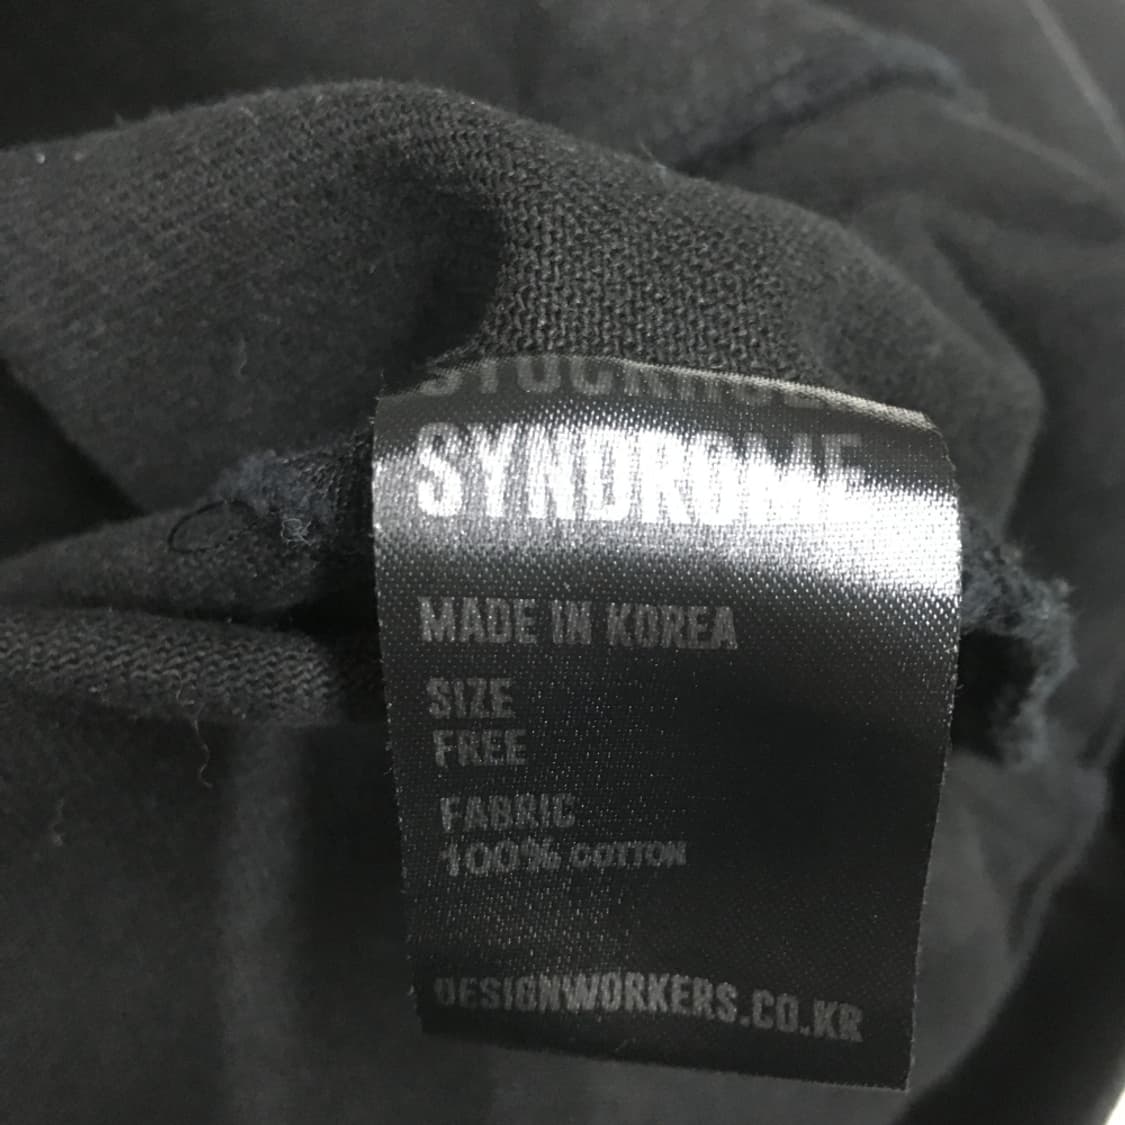 SYNDROME
MADE IN KOREA
SIZE
FREE
FABRIC
100% COTTON
DESIGNWORKERS.CO.KR